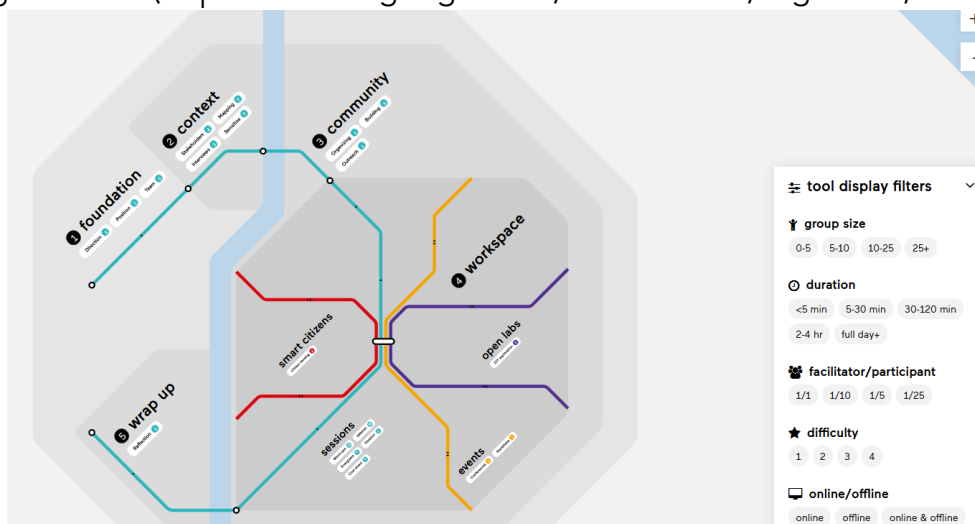 1 foundation
Direction
Position
Team
2 context
Stakeholders
Mapping
Interviews
Sensitise
3 community
Organizing
Building
Outreach
4 workspace
smart citizens
open labs
sessions
events
5 wrap up
Reflection
tool display filters
group size
0-5 5-10 10-25 25+
duration
<5 min 5-30 min 30-120 min
2-4 hr full day+
facilitator/participant
1/1 1/10 1/5 1/25
difficulty
1 2 3 4
online/offline
online offline online & offline